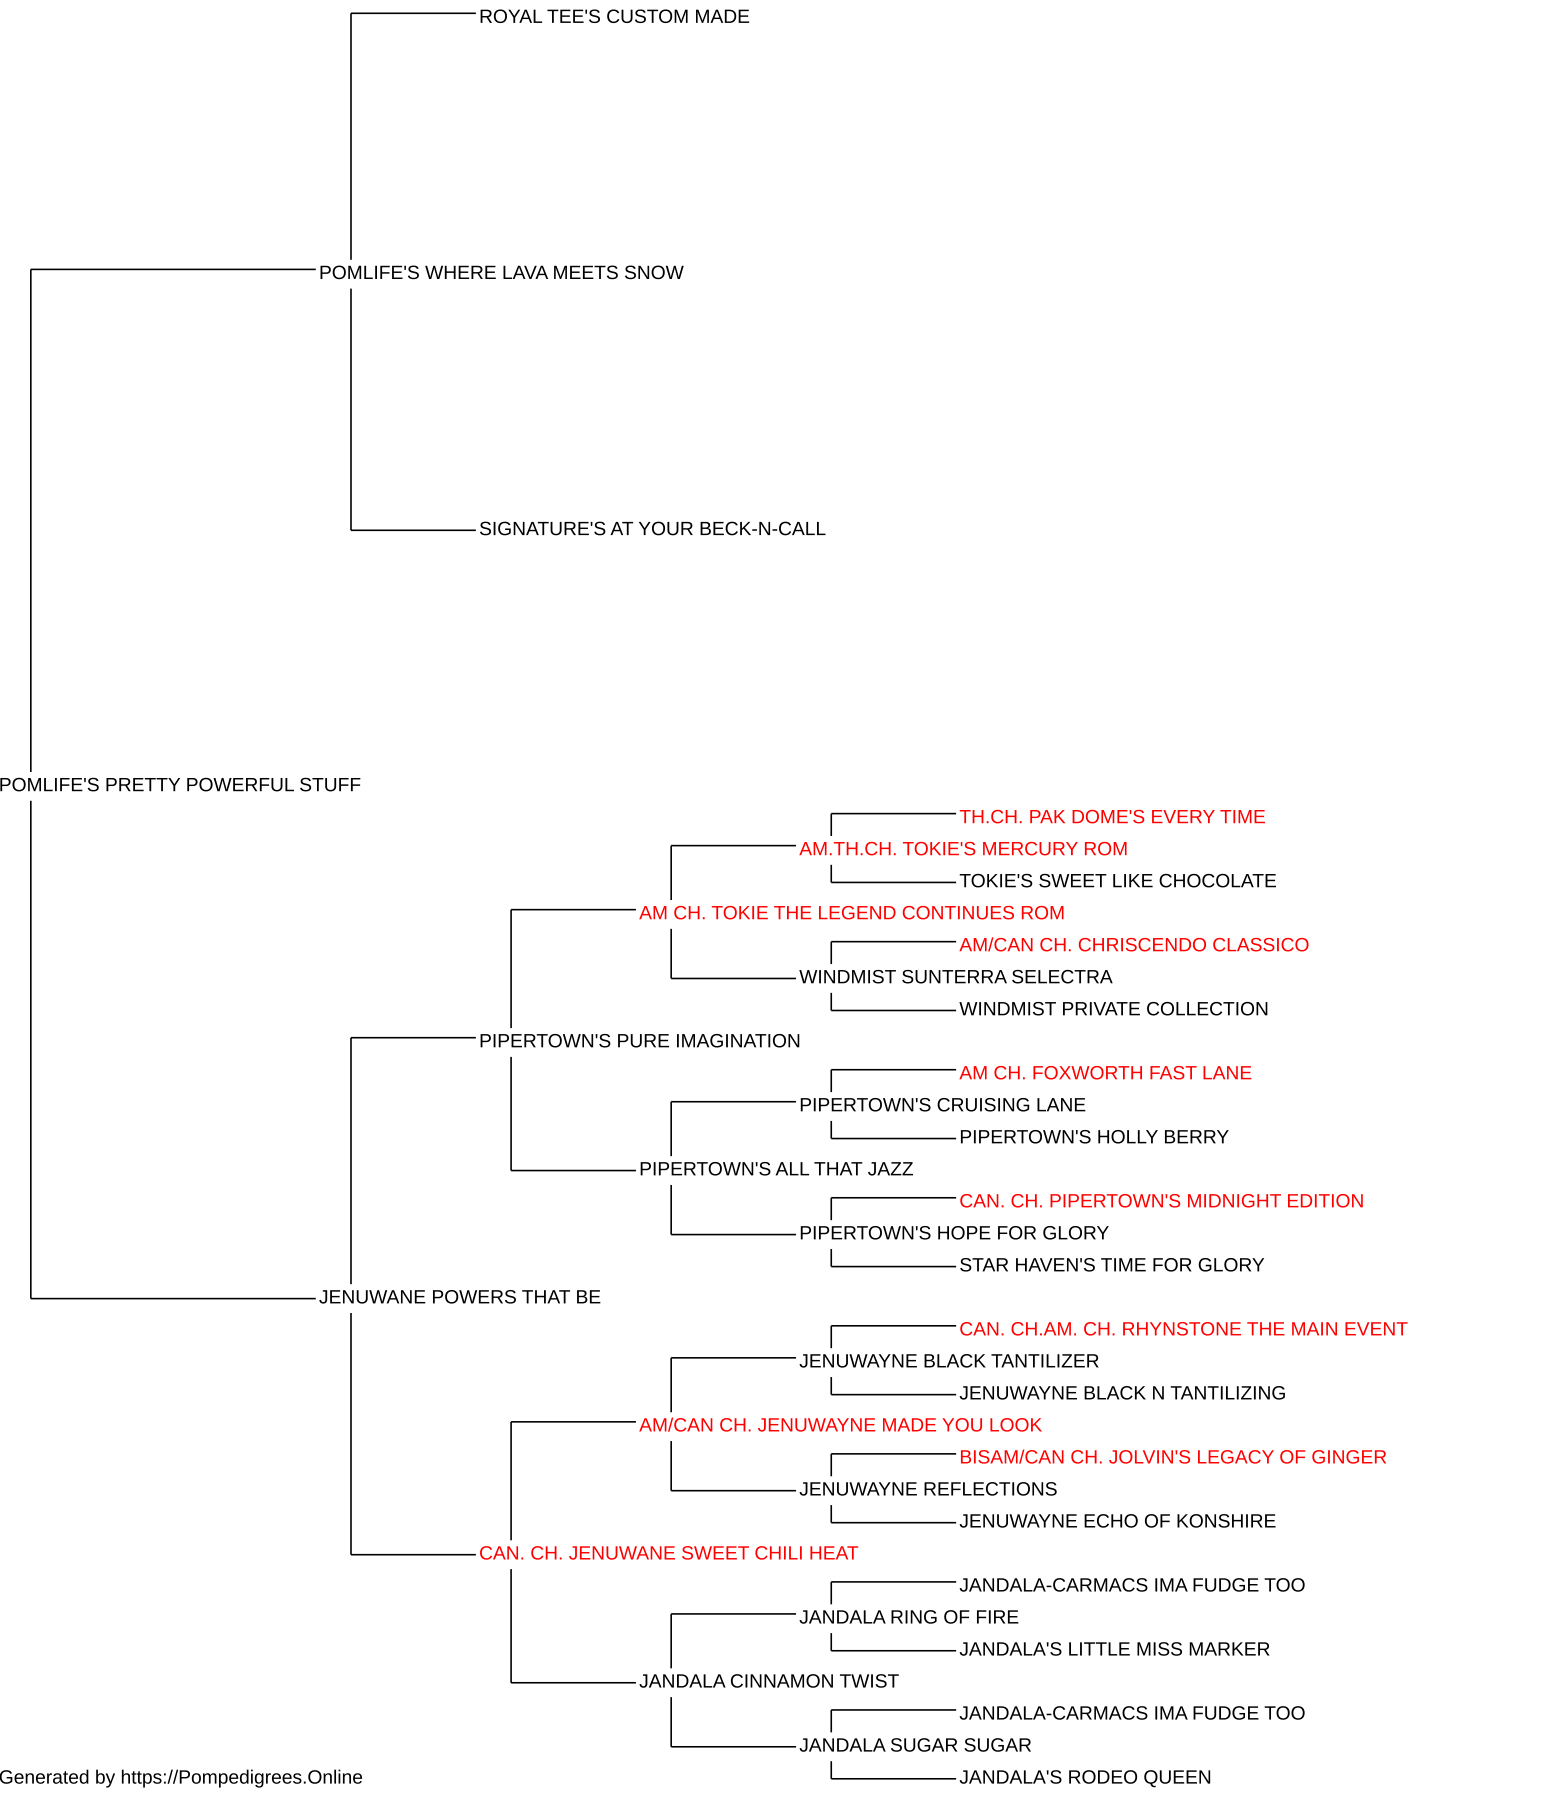 ROYAL TEE'S CUSTOM MADE
POMLIFE'S WHERE LAVA MEETS SNOW
SIGNATURE'S AT YOUR BECK-N-CALL
POMLIFE'S PRETTY POWERFUL STUFF
TH.CH. PAK DOME'S EVERY TIME
AM.TH.CH. TOKIE'S MERCURY ROM
TOKIE'S SWEET LIKE CHOCOLATE
AM CH. TOKIE THE LEGEND CONTINUES ROM
AM/CAN CH. CHRISCENDO CLASSICO
WINDMIST SUNTERRA SELECTRA
WINDMIST PRIVATE COLLECTION
PIPERTOWN'S PURE IMAGINATION
AM CH. FOXWORTH FAST LANE
PIPERTOWN'S CRUISING LANE
PIPERTOWN'S HOLLY BERRY
PIPERTOWN'S ALL THAT JAZZ
CAN. CH. PIPERTOWN'S MIDNIGHT EDITION
PIPERTOWN'S HOPE FOR GLORY
STAR HAVEN'S TIME FOR GLORY
JENUWANE POWERS THAT BE
CAN. CH.AM. CH. RHYNSTONE THE MAIN EVENT
JENUWAYNE BLACK TANTILIZER
JENUWAYNE BLACK N TANTILIZING
AM/CAN CH. JENUWAYNE MADE YOU LOOK
BISAM/CAN CH. JOLVIN'S LEGACY OF GINGER
JENUWAYNE REFLECTIONS
JENUWAYNE ECHO OF KONSHIRE
CAN. CH. JENUWANE SWEET CHILI HEAT
JANDALA-CARMACS IMA FUDGE TOO
JANDALA RING OF FIRE
JANDALA'S LITTLE MISS MARKER
JANDALA CINNAMON TWIST
JANDALA-CARMACS IMA FUDGE TOO
JANDALA SUGAR SUGAR
JANDALA'S RODEO QUEEN
Generated by https://Pompedigrees.Online